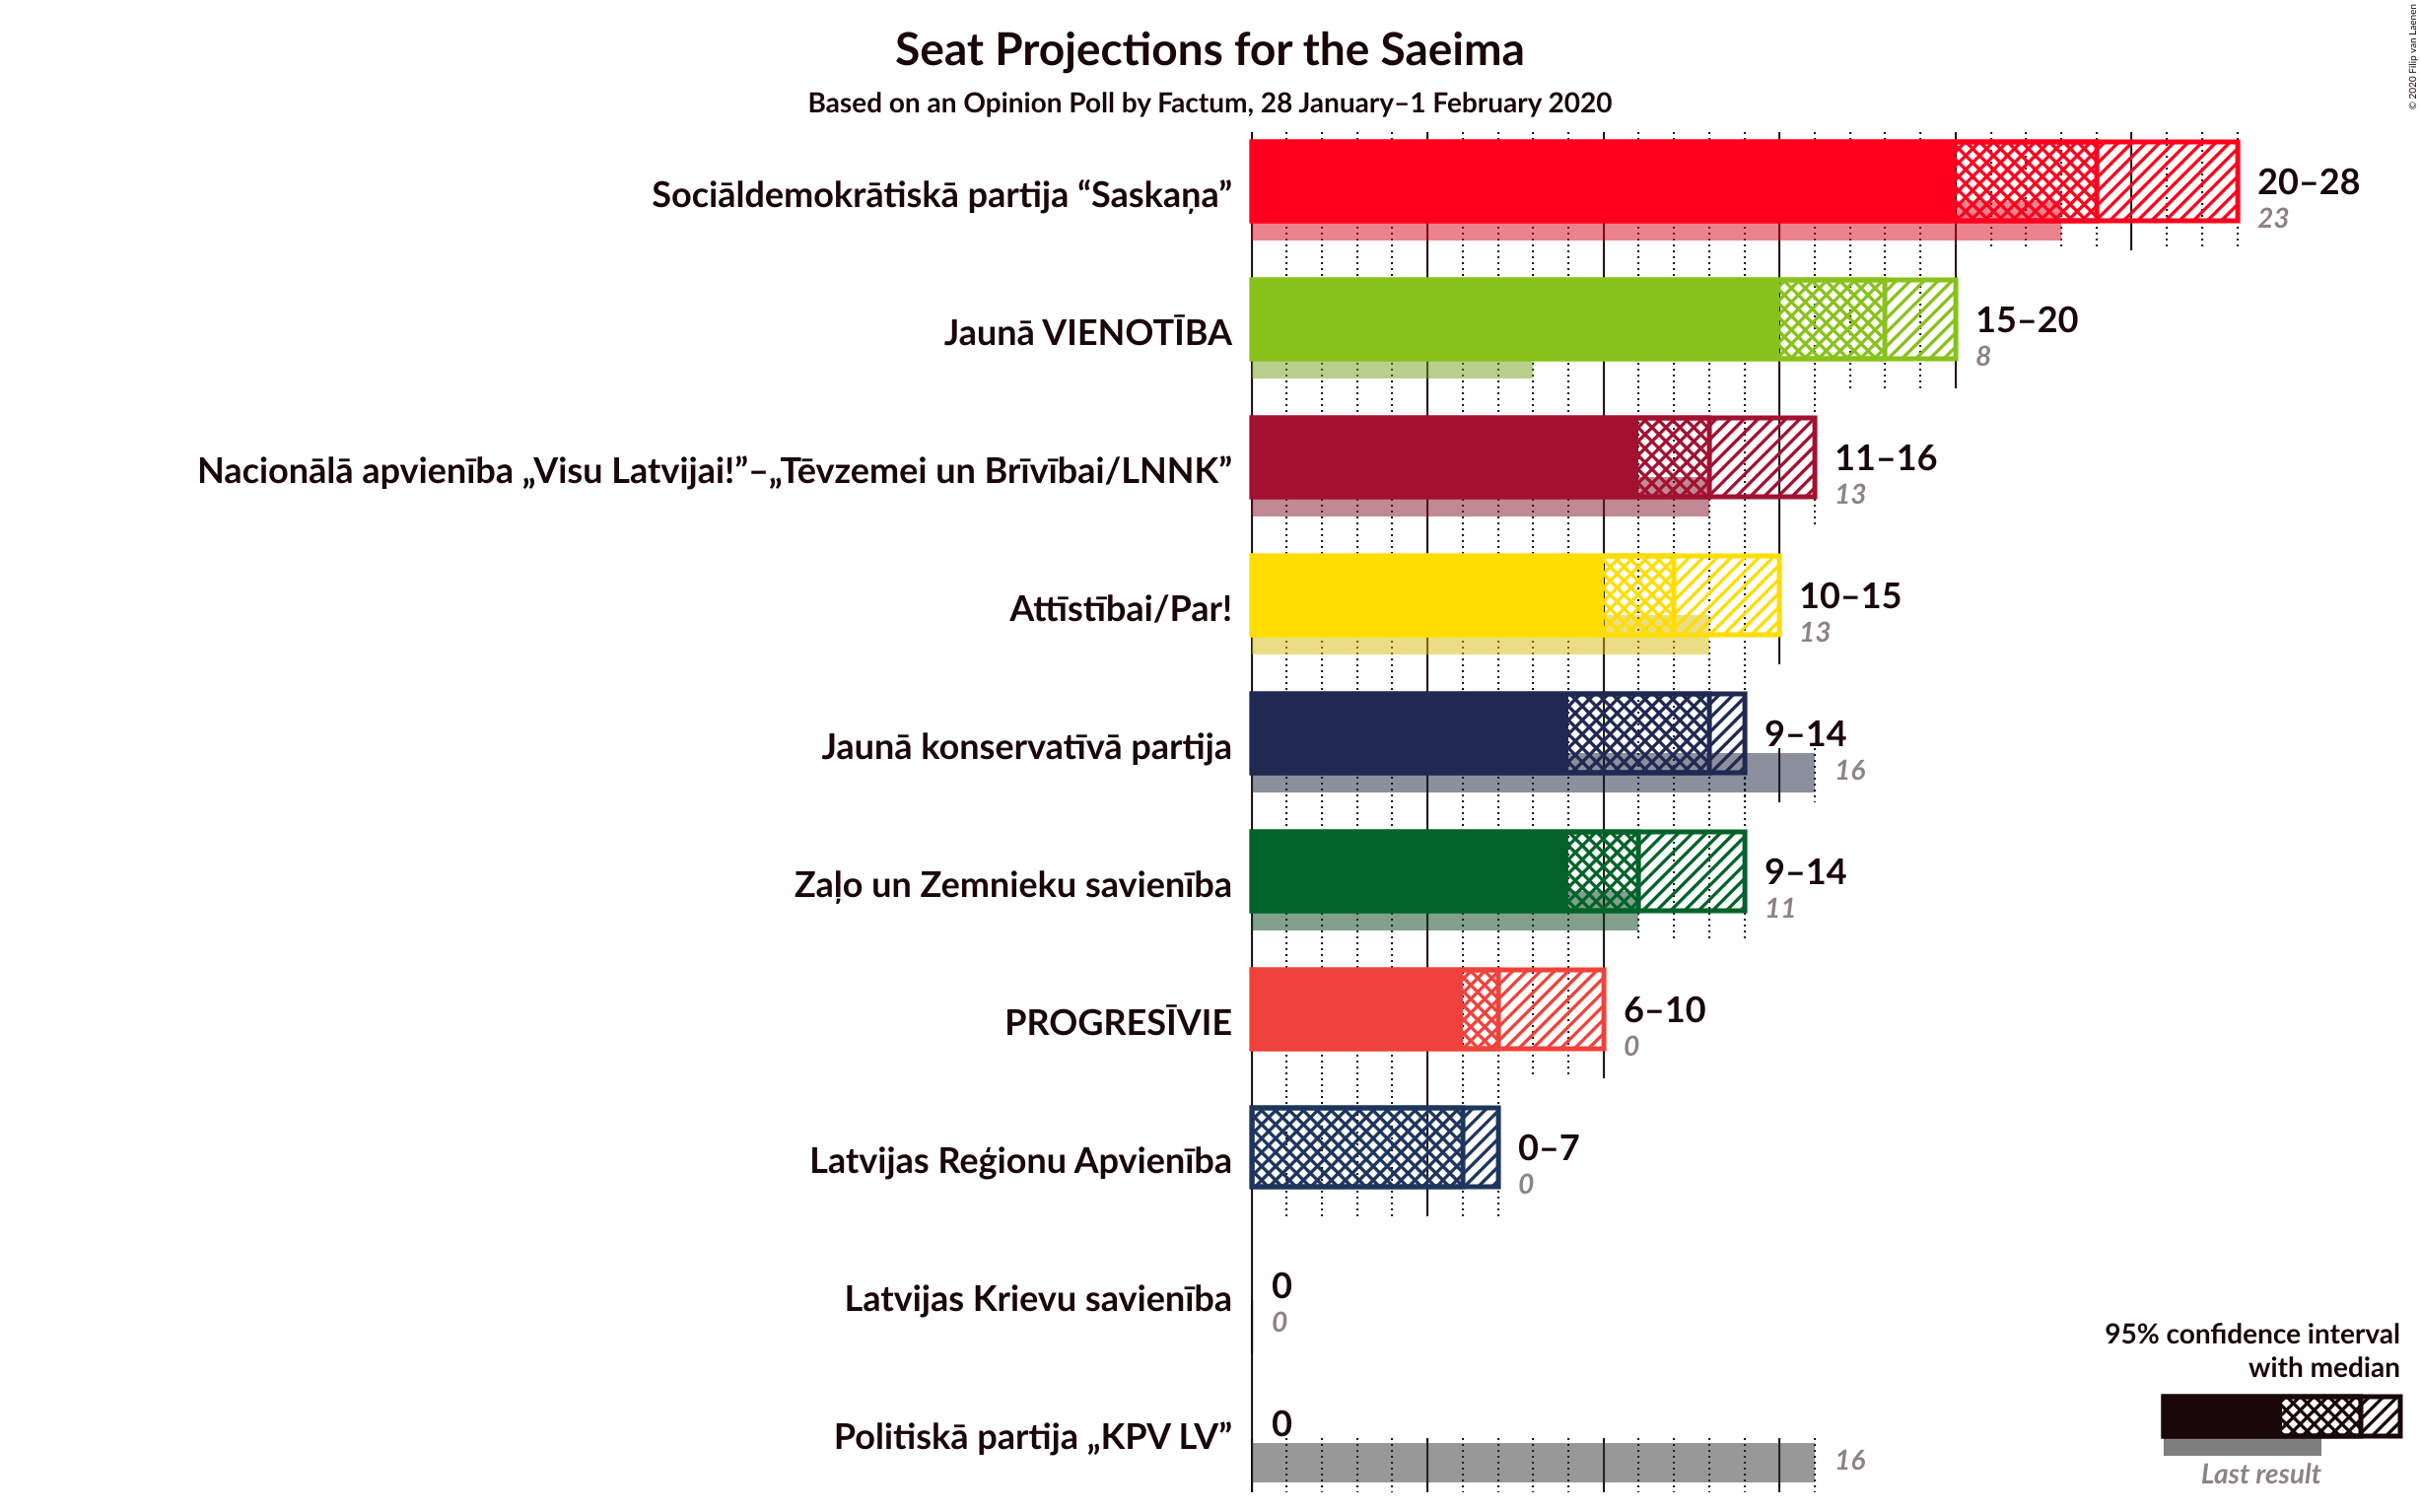 Seat Projections for the Saeima
Based on an Opinion Poll by Factum, 28 January–1 February 2020
© 2020 Filip van Laenen
Sociāldemokrātiskā partija “Saskaņa”
20–28
23
Jaunā VIENOTĪBA
15–20
8
Nacionālā apvienība „Visu Latvijai!”–„Tēvzemei un Brīvībai/LNNK”
11–16
13
Attīstībai/Par!
10–15
13
Jaunā konservatīvā partija
9–14
16
Zaļo un Zemnieku savienība
9–14
11
PROGRESĪVIE
6–10
0
Latvijas Reģionu Apvienība
0–7
0
Latvijas Krievu savienība
0
0
Politiskā partija „KPV LV”
0
16
95% confidence interval
with median
Last result